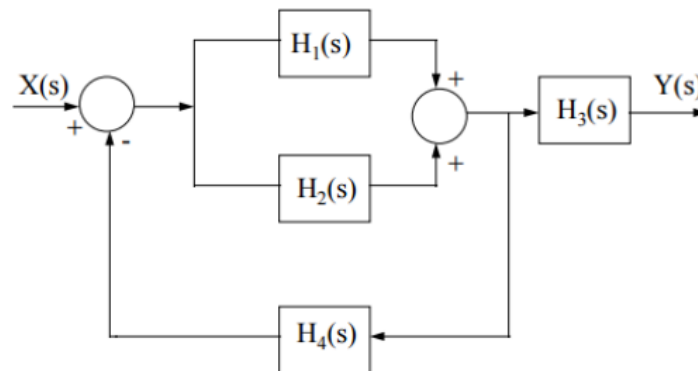 H₁(s)
X(s)
+
+
-
H₃(s)
Y(s)
+
H₂(s)
H₄(s)